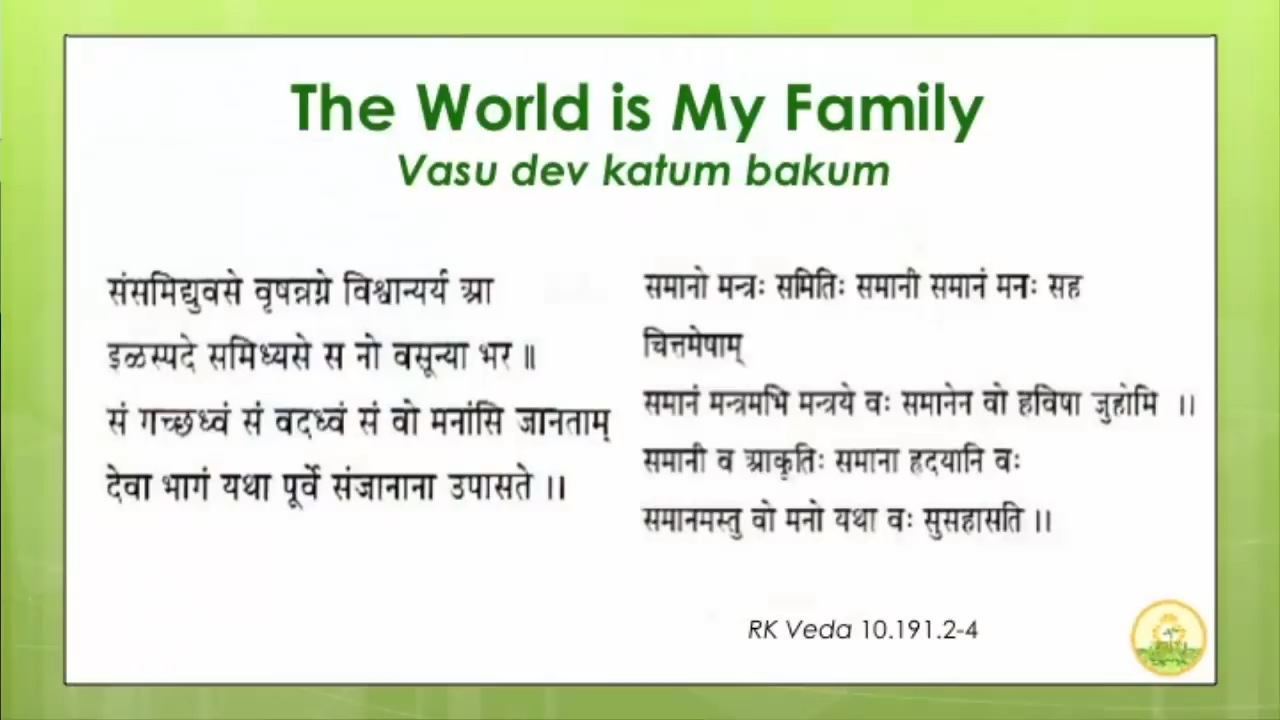 The World is My Family
Vasu dev katum bakum
संसमिद्युवसे वृषन्नग्ने विश्वान्यर्य आ
इळस्पदे समिध्यसे स नो वसून्या भर ॥
सं गच्छध्वं सं वदध्वं सं वो मनांसि जानताम्
देवा भागं यथा पूर्वे संजानाना उपासते ।।
समानो मन्त्रः समितिः समानी समानं मनः सह
चित्तमेषाम्
समानं मन्त्रमभि मन्त्रये वः समानेन वो हविषा जुहोमि ।।
समानी व आकृतिः समाना हृदयानि वः
समानमस्तु वो मनो यथा वः सुसहासति ।।
RK Veda 10.191.2-4